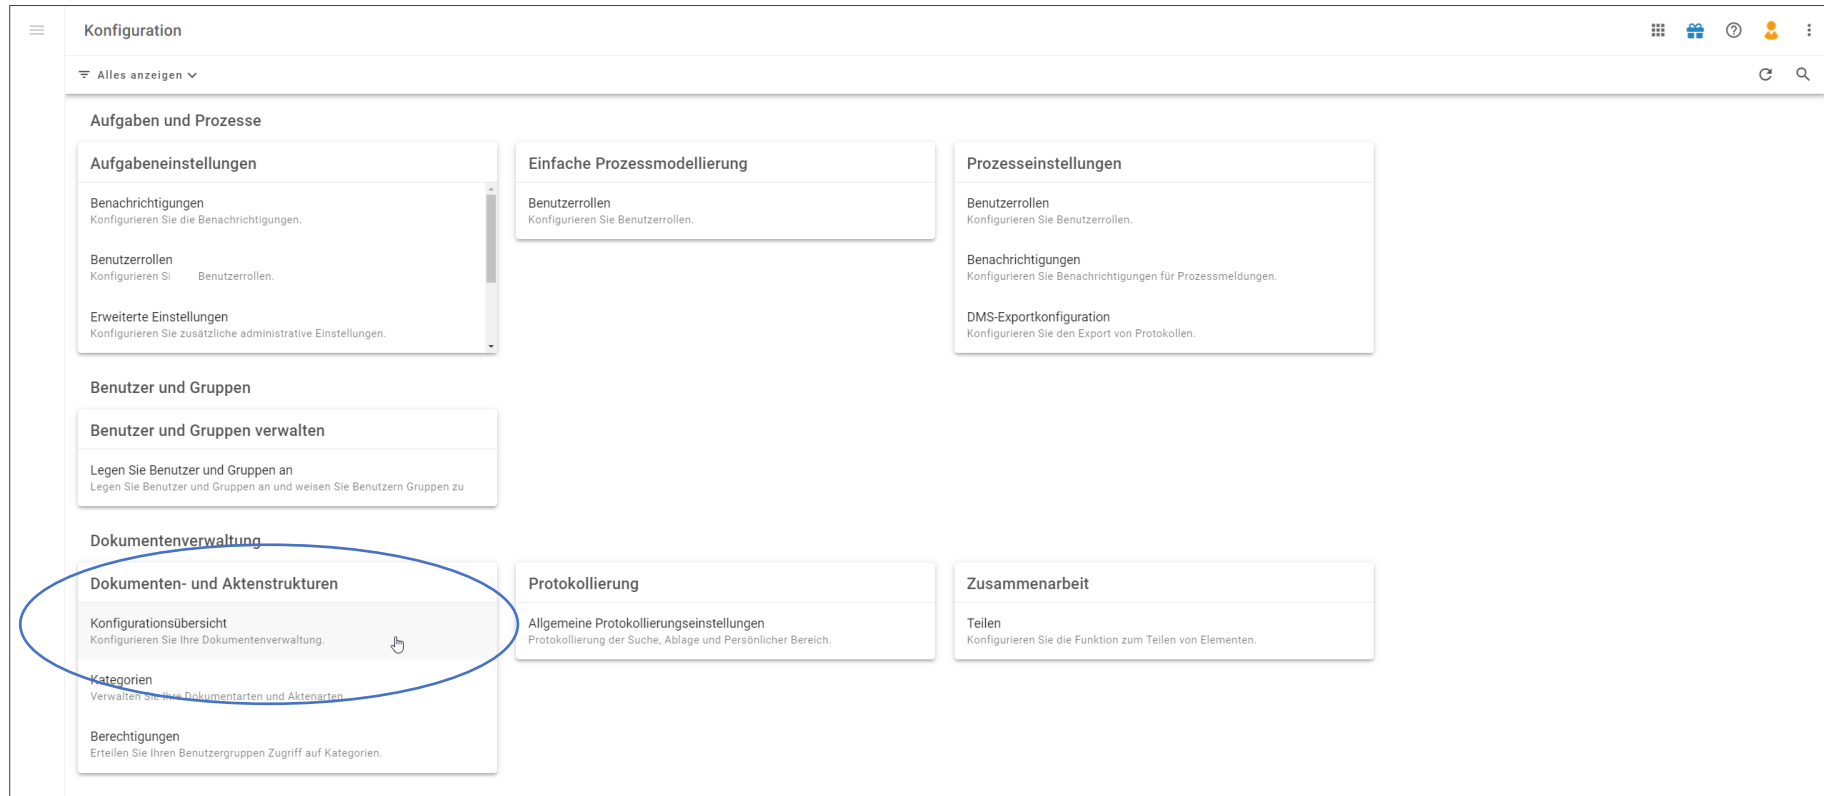 Konfiguration
Alles anzeigen
Aufgaben und Prozesse
Aufgabeneinstellungen
Benachrichtigungen
Konfigurieren Sie die Benachrichtigungen.
Benutzerrollen
Konfigurieren Si Benutzerrollen.
Erweiterte Einstellungen
Konfigurieren Sie zusätzliche administrative Einstellungen.
Einfache Prozessmodellierung
Benutzerrollen
Konfigurieren Sie Benutzerrollen.
Prozesseinstellungen
Benutzerrollen
Konfigurieren Sie Benutzerrollen.
Benachrichtigungen
Konfigurieren Sie Benachrichtigungen für Prozessmeldungen.
DMS-Exportkonfiguration
Konfigurieren Sie den Export von Protokollen.
Benutzer und Gruppen
Benutzer und Gruppen verwalten
Legen Sie Benutzer und Gruppen an
Legen Sie Benutzer und Gruppen an und weisen Sie Benutzern Gruppen zu
Dokumentenverwaltung
Dokumenten- und Aktenstrukturen
Konfigurationsübersicht
Konfigurieren Sie Ihre Dokumentenverwaltung.
Kategorien
Verwalten Sie Ihre Dokumentarten und Aktenarten.
Berechtigungen
Erteilen Sie Ihren Benutzergruppen Zugriff auf Kategorien.
Protokollierung
Allgemeine Protokollierungseinstellungen
Protokollierung der Suche, Ablage und Persönlicher Bereich.
Zusammenarbeit
Teilen
Konfigurieren Sie die Funktion zum Teilen von Elementen.